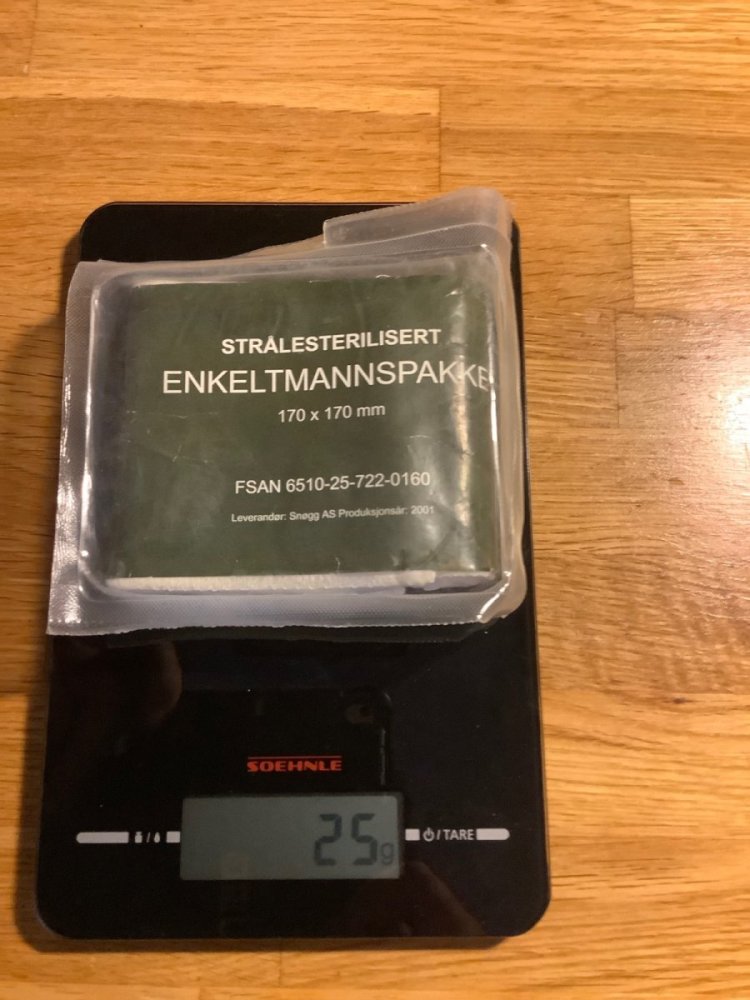 STRÅLESTERILISERT
ENKELTMANNSPAKKE
170 x 170 mm
FSAN 6510-25-722-0160
Leverandør: Snøgg AS Produksjonsår: 2001
SOEHNLE
25g
/TARE